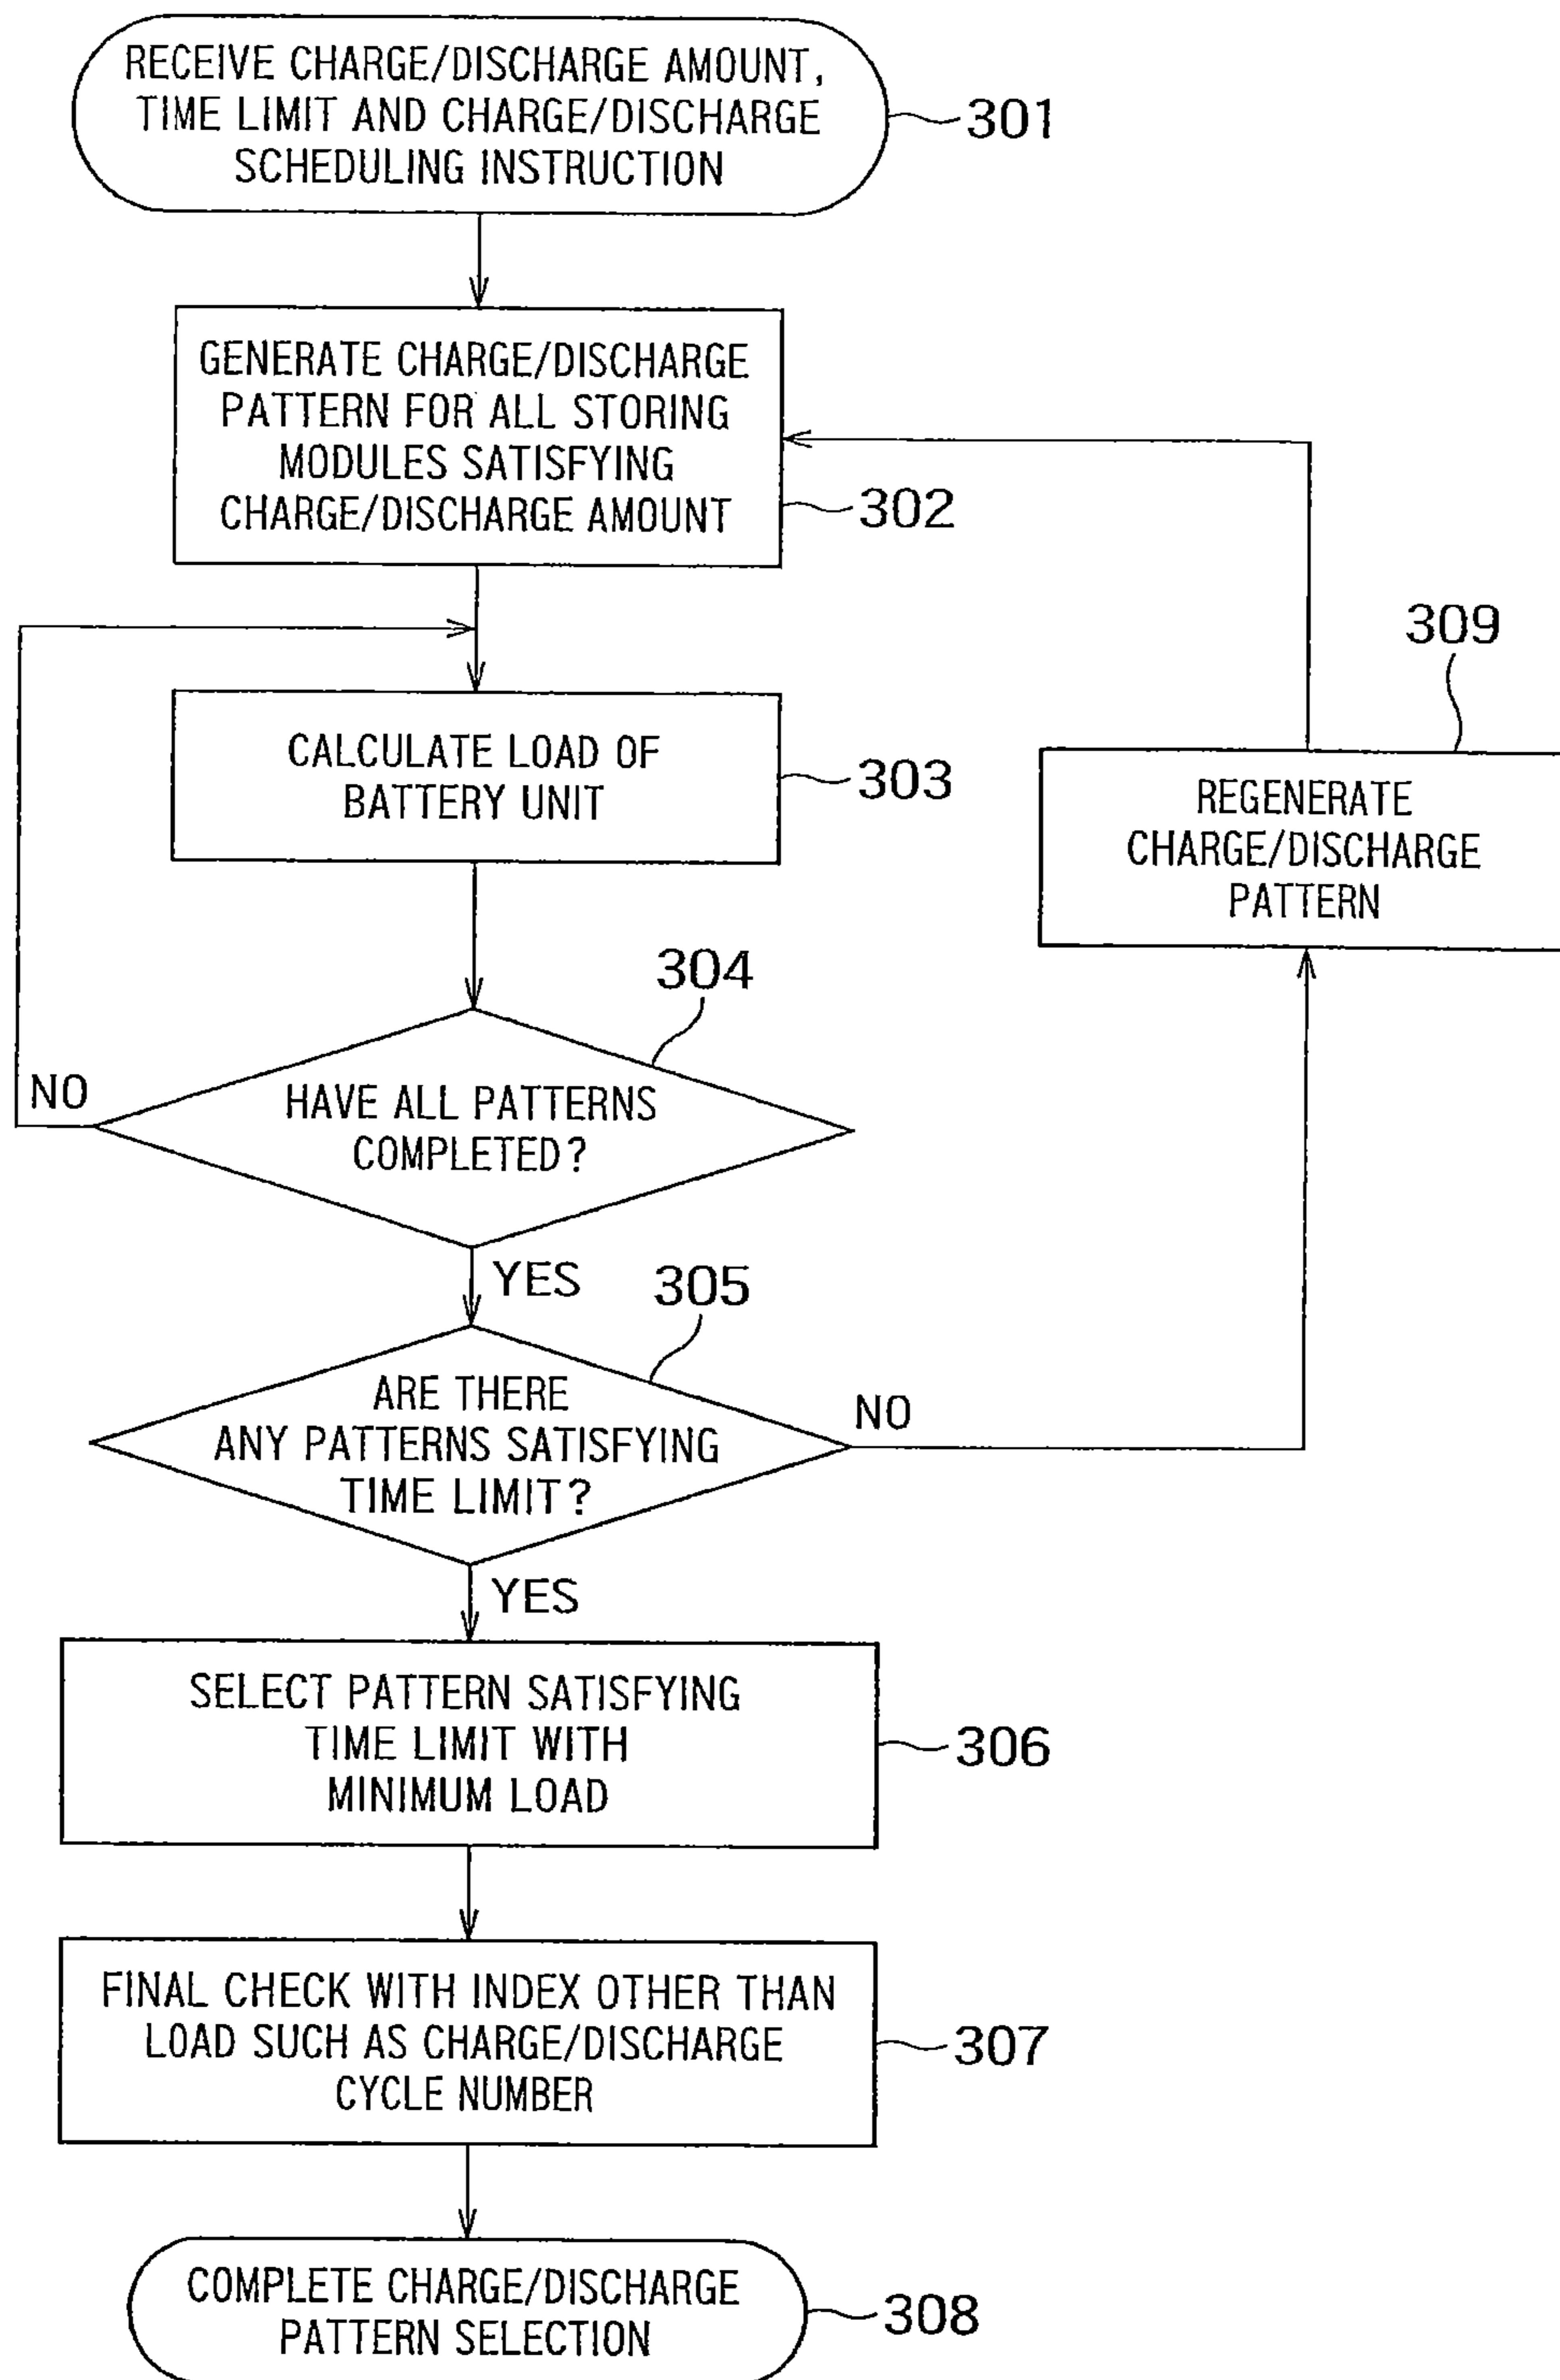 RECEIVE CHARGE/DISCHARGE AMOUNT,
TIME LIMIT AND CHARGE/DISCHARGE
SCHEDULING INSTRUCTION
301
GENERATE CHARGE/DISCHARGE
PATTERN FOR ALL STORING
MODULES SATISFYING
CHARGE/DISCHARGE AMOUNT
302
309
CALCULATE LOAD OF
BATTERY UNIT
303
REGENERATE
CHARGE/DISCHARGE
PATTERN
304
NO
HAVE ALL PATTERNS
COMPLETED?
YES
305
ARE THERE
ANY PATTERNS SATISFYING
TIME LIMIT?
NO
YES
SELECT PATTERN SATISFYING
TIME LIMIT WITH
MINIMUM LOAD
306
FINAL CHECK WITH INDEX OTHER THAN
LOAD SUCH AS CHARGE/DISCHARGE
CYCLE NUMBER
307
COMPLETE CHARGE/DISCHARGE
PATTERN SELECTION
308